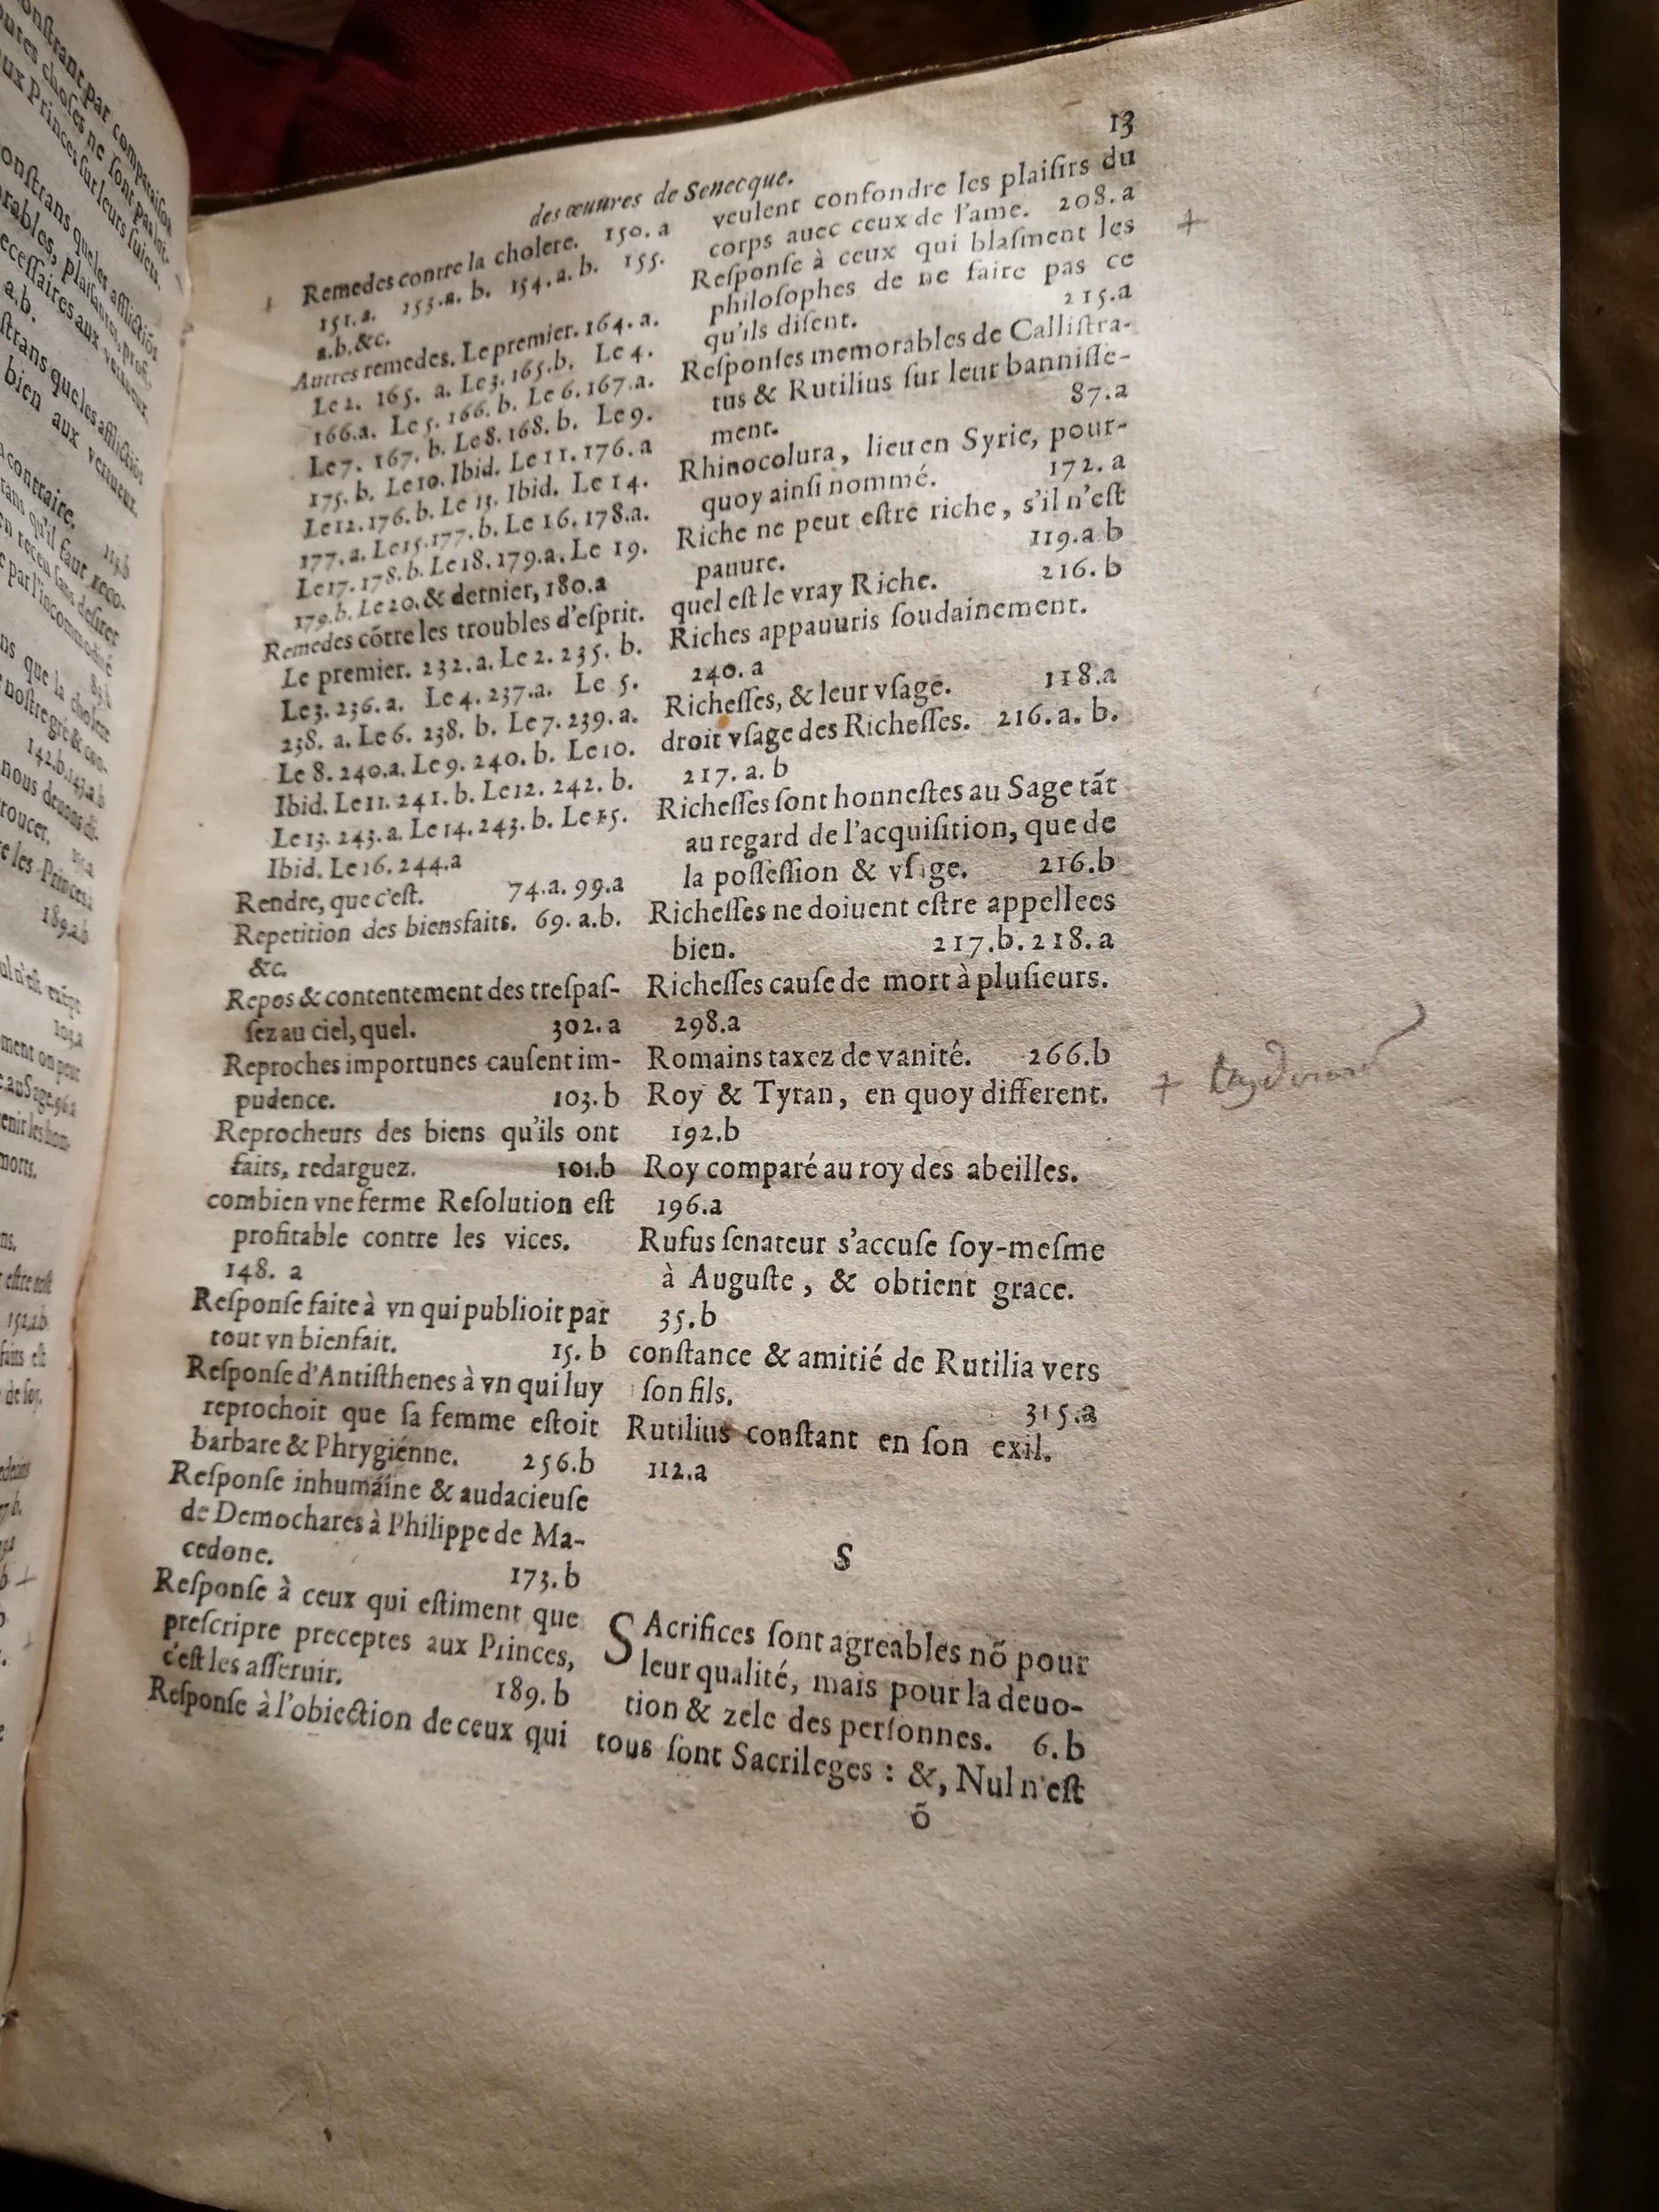 13
des œuures de Senecque.
Remedes contre la cholere. 150. a
151. a. 153. a. b. 154. a. b. 155.
a.b. &c.
Autres remedes. Le premier. 164. a.
Le 2. 165. a. Le 3. 165. b. Le 4.
166.a. Le 5. 166. b. Le 6. 167.a.
Le 7. 167. b. Le 8. 168. b. Le 9.
175. b. Le 10. Ibid. Le 11. 176. a
Le 12. 176. b. Le 13. Ibid. Le 14.
177. a. Le 15. 177. b. Le 16. 178.a.
Le 17. 178. b. Le 18. 179.a. Le 19.
179.b. Le 20. & dernier, 180.a
Remedes cõtre les troubles d'eſprit.
Le premier. 232. a. Le 2. 235. b.
Le 3. 236. a. Le 4. 237.a. Le 5.
238. a. Le 6. 238. b. Le 7. 239. a.
Le 8. 240.a. Le 9. 240. b. Le 10.
Ibid. Le 11. 241. b. Le 12. 242. b.
Le 13. 243. a. Le 14. 243. b. Le 15.
Ibid. Le 16. 244.a
Rendre, que c'eſt. 74.a. 99.a
Repetition des biensfaits. 69. a.b.
&c.
Repos & contentement des treſpaſ-
ſez au ciel, quel. 302. a
Reproches importunes cauſent im-
pudence. 103. b
Reprocheurs des biens qu'ils ont
faits, redarguez. 101.b
combien vne ferme Reſolution eſt
profitable contre les vices.
148. a
Reſponſe faite à vn qui publioit par
tout vn bienfait. 15. b
Reſponſe d'Antiſthenes à vn qui luy
reprochoit que ſa femme eſtoit
barbare & Phrygienne. 256.b
Reſponſe inhumaine & audacieuſe
de Demochares à Philippe de Ma-
cedone. 173. b
Reſponſe à ceux qui eſtiment que
preſcripre preceptes aux Princes,
c'eſt les aſſeruir. 189. b
Reſponſe à l'obiection de ceux qui
veulent confondre les plaiſirs du
corps auec ceux de l'ame. 208. a
Reſponſe à ceux qui blaſment les
philoſophes de ne faire pas ce
qu'ils diſent. 215.a
Reſponſes memorables de Calliſtra-
tus & Rutilius ſur leur banniſſe-
ment. 87.a
Rhinocolura, lieu en Syrie, pour-
quoy ainſi nommé. 172. a
Riche ne peut eſtre riche, s'il n'eſt
pauure. 119.a b
quel eſt le vray Riche. 216. b
Riches appauuris ſoudainement.
240. a
Richeſſes, & leur vſage. 118.a
droit vſage des Richeſſes. 216. a. b.
217. a. b
Richeſſes ſont honneſtes au Sage tãt
au regard de l'acquiſition, que de
la poſſeſſion & vſage. 216.b
Richeſſes ne doiuent eſtre appellees
bien. 217.b. 218. a
Richeſſes cauſe de mort à pluſieurs.
298.a
Romains taxez de vanité. 266.b
Roy & Tyran, en quoy different.
192.b
Roy comparé au roy des abeilles.
196.a
Rufus ſenateur s'accuſe ſoy-meſme
à Auguſte, & obtient grace.
35.b
conſtance & amitié de Rutilia vers
ſon fils. 315.a
Rutilius conſtant en ſon exil.
112.a
S
SAcrifices ſont agreables nõ pour
leur qualité, mais pour la deuo-
tion & zele des perſonnes. 6.b
tous ſont Sacrileges : &, Nul n'eſt
õ